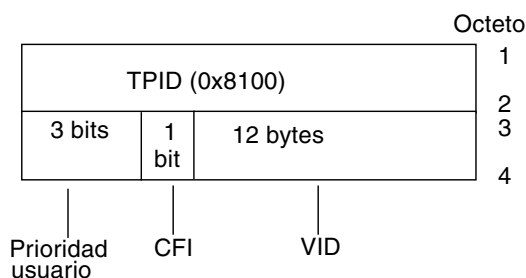 Octeto
1
TPID (0x8100)
2
3 bits
1
bit
12 bytes
3
4
Prioridad
usuario
CFI
VID